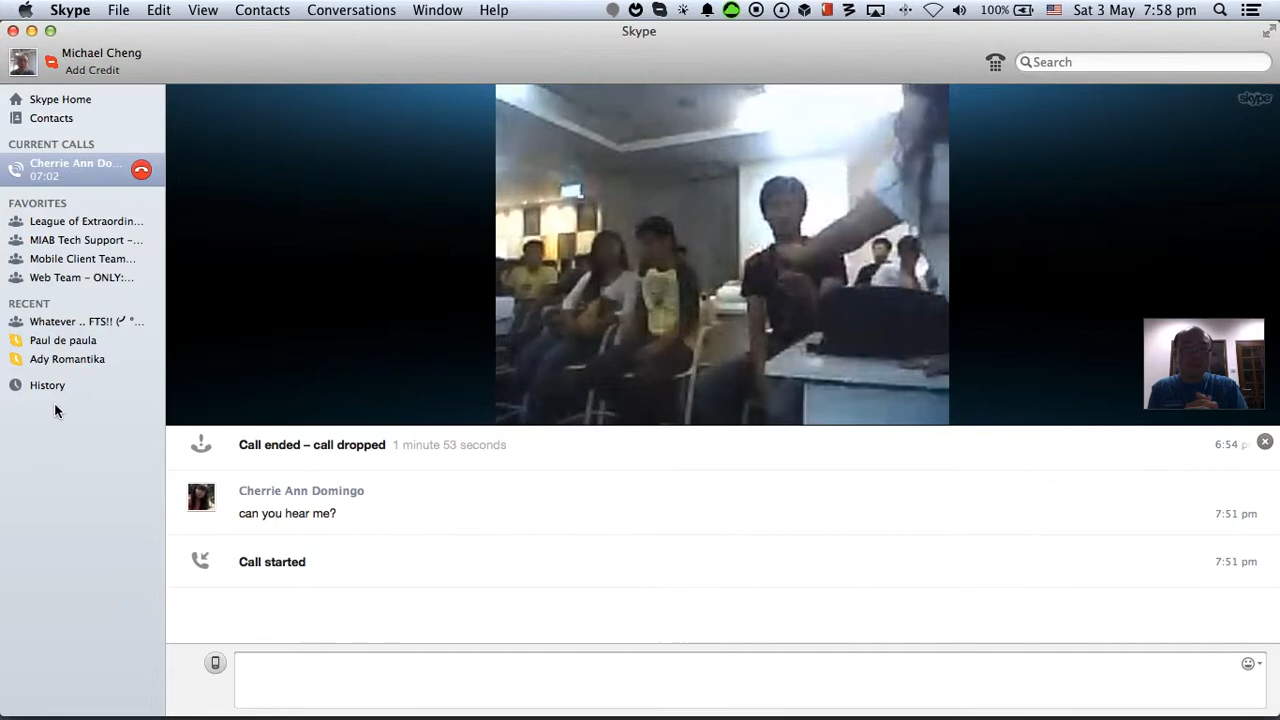 Skype File Edit View Contacts Conversations Window Help 100% Sat 3 May 7:58 pm
Skype
Michael Cheng
Add Credit
Search
Skype Home
Contacts
CURRENT CALLS
Cherrie Ann Do...
07:02
FAVORITES
League of Extraordin...
MIAB Tech Support –...
Mobile Client Team...
Web Team – ONLY:...
RECENT
Whatever .. FTS!! (╯°...
Paul de paula
Ady Romantika
History
skype
Call ended – call dropped 1 minute 53 seconds 6:54 p
Cherrie Ann Domingo
can you hear me? 7:51 pm
Call started 7:51 pm